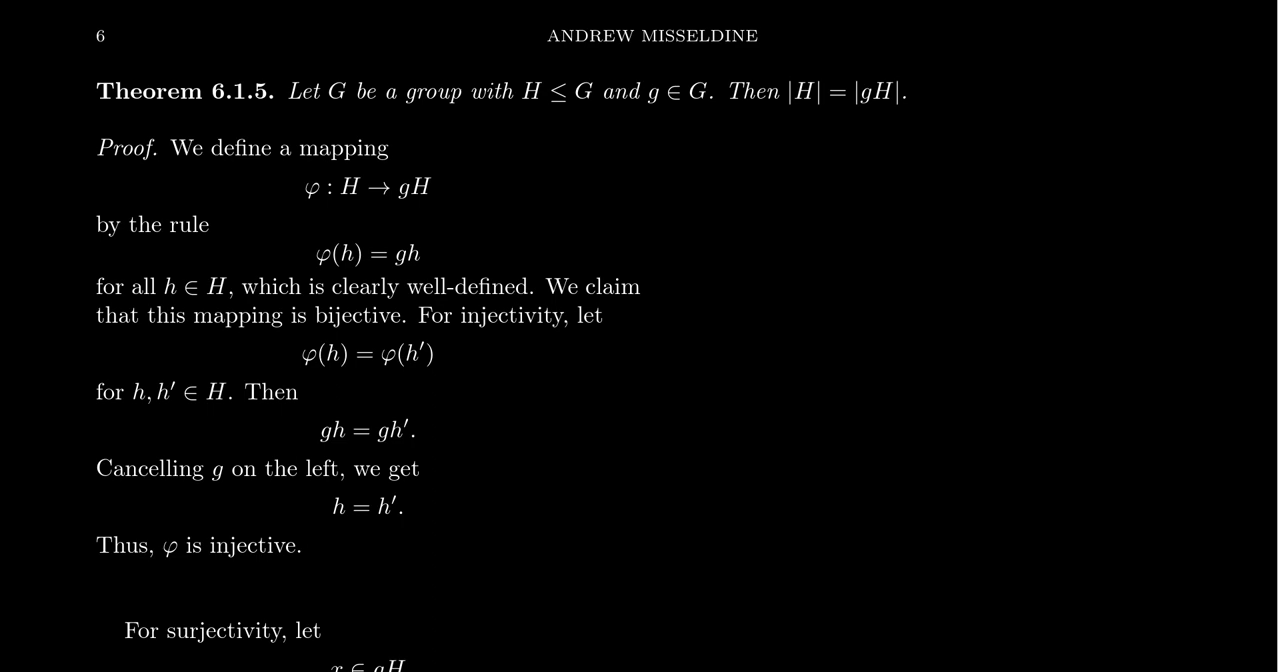 6
ANDREW MISSELDINE
Theorem 6.1.5. Let G be a group with H ≤ G and g ∈ G. Then |H| = |gH|.
Proof. We define a mapping
φ : H → gH
by the rule
φ(h) = gh
for all h ∈ H, which is clearly well-defined. We claim
that this mapping is bijective. For injectivity, let
φ(h) = φ(h′)
for h, h′ ∈ H. Then
gh = gh′.
Cancelling g on the left, we get
h = h′.
Thus, φ is injective.
For surjectivity, let
x ∈ gH